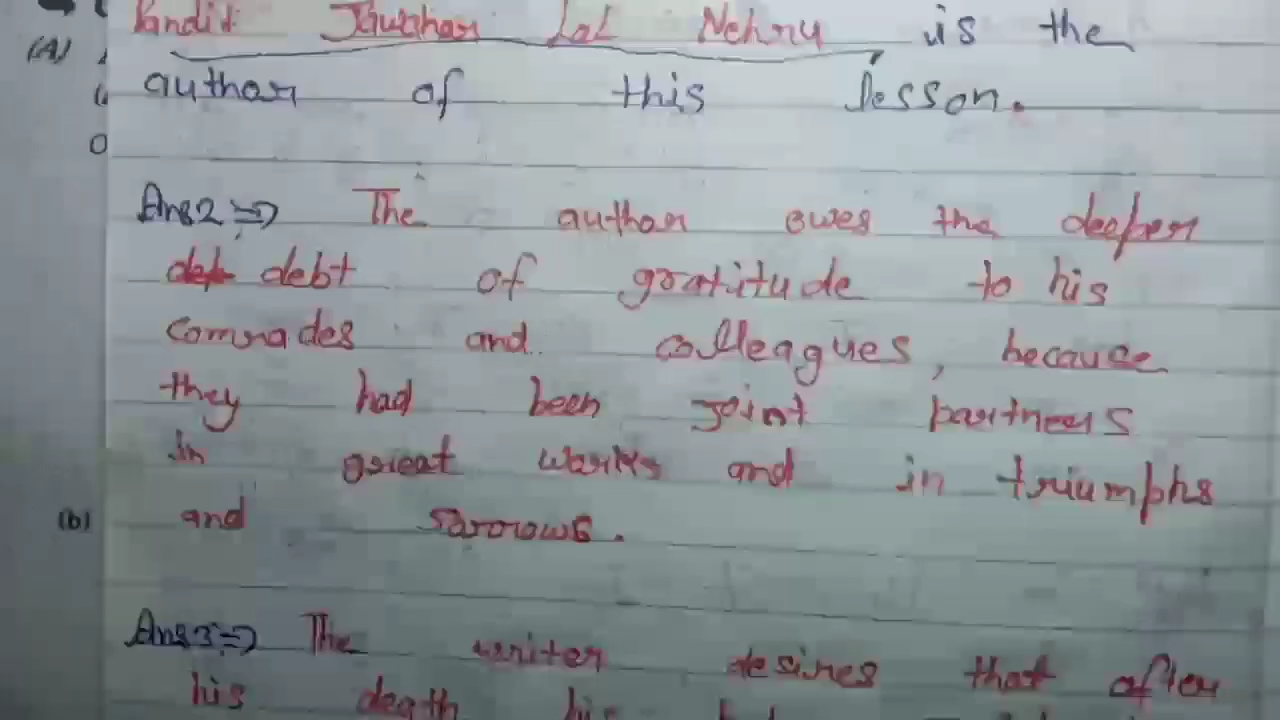 Pandit Jawahar Lal Nehru is the
(A)
author of this lesson.
Ans2 => The author owes the deeper
debt of gratitude to his
comrades and colleagues, because
they had been joint partners
in great works and in triumphs
(b) and sorrows.
Ans3 => The writer desires that after
his death his